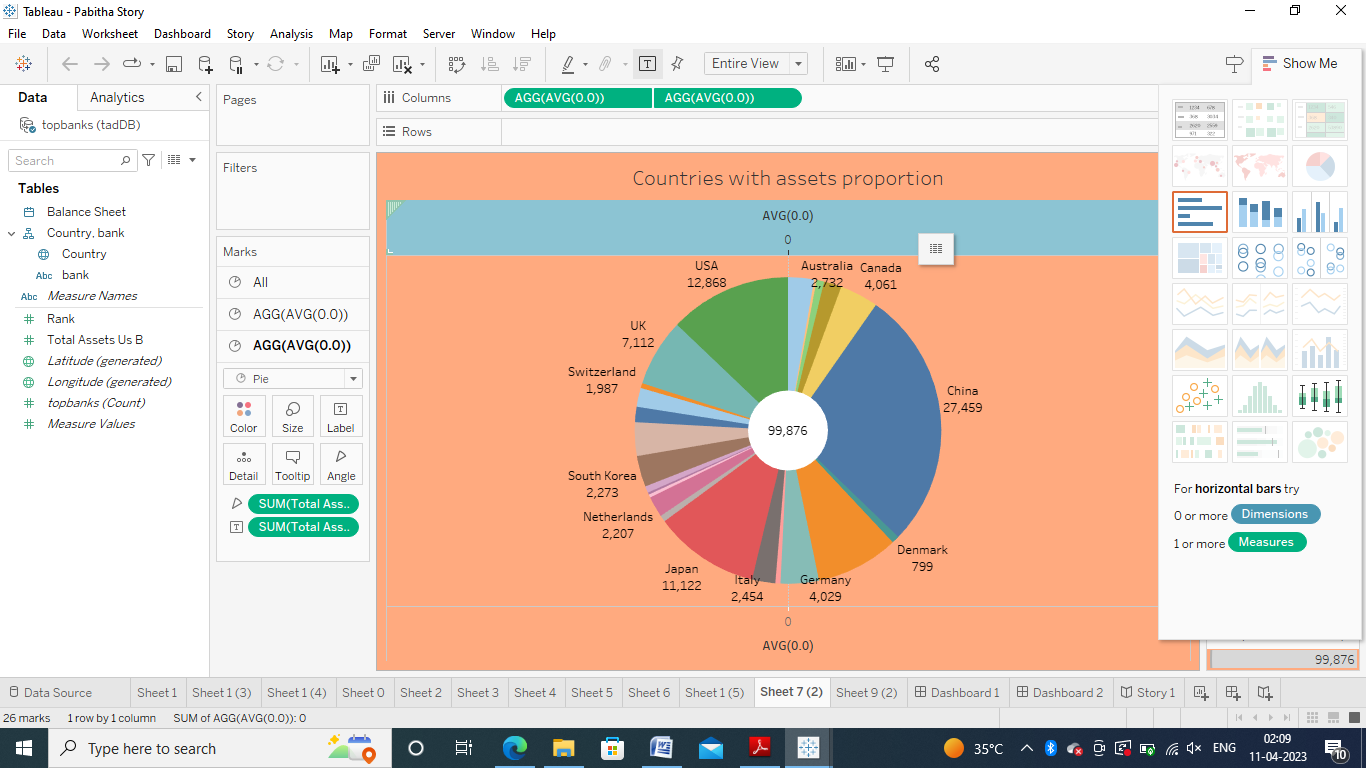 Tableau - Pabitha Story
File Data Worksheet Dashboard Story Analysis Map Format Server Window Help
Entire View
Show Me
Data Analytics
topbanks (tadDB)
Search
Tables
Balance Sheet
Country, bank
Country
Abc bank
Abc Measure Names
Rank
Total Assets Us B
Latitude (generated)
Longitude (generated)
topbanks (Count)
Measure Values
Pages
Filters
Marks
All
AGG(AVG(0.0))
AGG(AVG(0.0))
Pie
Color Size Label
Detail Tooltip Angle
SUM(Total Ass..
SUM(Total Ass..
Columns AGG(AVG(0.0)) AGG(AVG(0.0))
Rows
Countries with assets proportion
AVG(0.0)
0
USA
12,868
Australia
2,732
Canada
4,061
UK
7,112
Switzerland
1,987
China
27,459
99,876
South Korea
2,273
Netherlands
2,207
Denmark
799
Japan
11,122
Italy
2,454
Germany
4,029
0
AVG(0.0)
For horizontal bars try
0 or more Dimensions
1 or more Measures
99,876
Data Source Sheet 1 Sheet 1 (3) Sheet 1 (4) Sheet 0 Sheet 2 Sheet 3 Sheet 4 Sheet 5 Sheet 6 Sheet 1 (5) Sheet 7 (2) Sheet 9 (2) Dashboard 1 Dashboard 2 Story 1
26 marks 1 row by 1 column SUM of AGG(AVG(0.0)): 0
Type here to search
35°C
ENG
02:09
11-04-2023
10